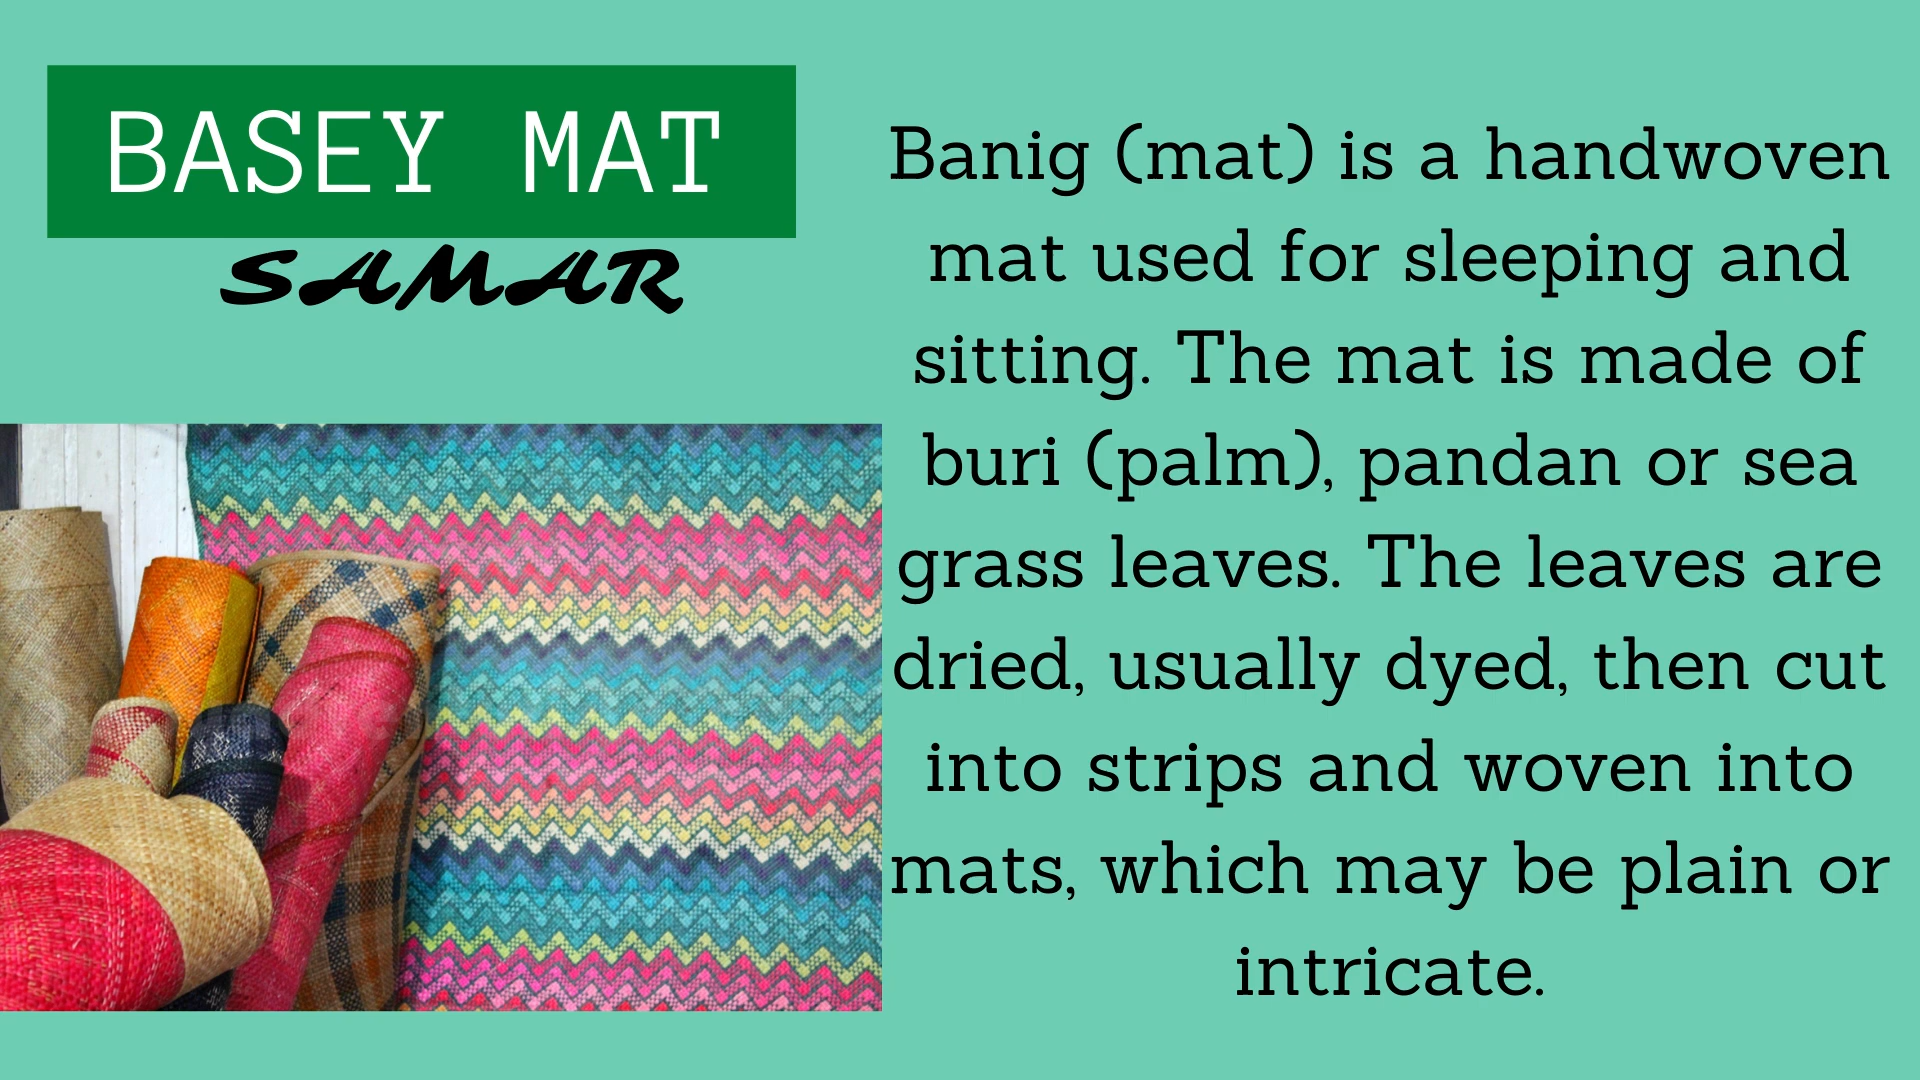 BASEY MAT
SAMAR
Banig (mat) is a handwoven
mat used for sleeping and
sitting. The mat is made of
buri (palm), pandan or sea
grass leaves. The leaves are
dried, usually dyed, then cut
into strips and woven into
mats, which may be plain or
intricate.